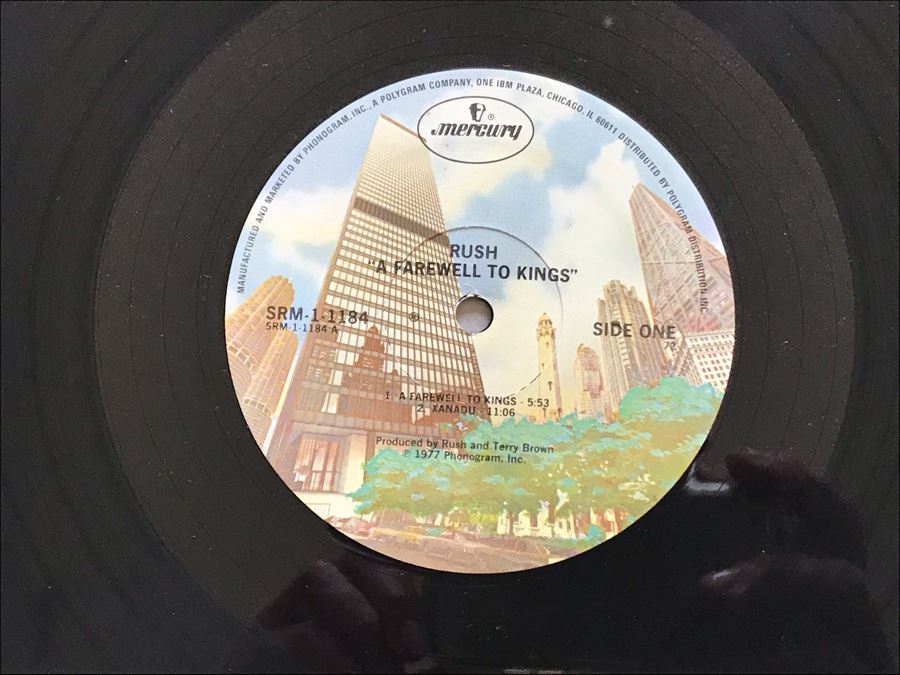 MANUFACTURED AND MARKETED BY PHONOGRAM, INC., A POLYGRAM COMPANY, ONE IBM PLAZA, CHICAGO, IL 60611 DISTRIBUTED BY POLYGRAM DISTRIBUTION, INC.
mercury ®
RUSH
"A FAREWELL TO KINGS"
SRM-1-1184 ®
SRM-1-1184 A
SIDE ONE
72
1. A FAREWELL TO KINGS - 5:53
2. XANADU - 11:06
Produced by Rush and Terry Brown
℗ 1977 Phonogram, Inc.